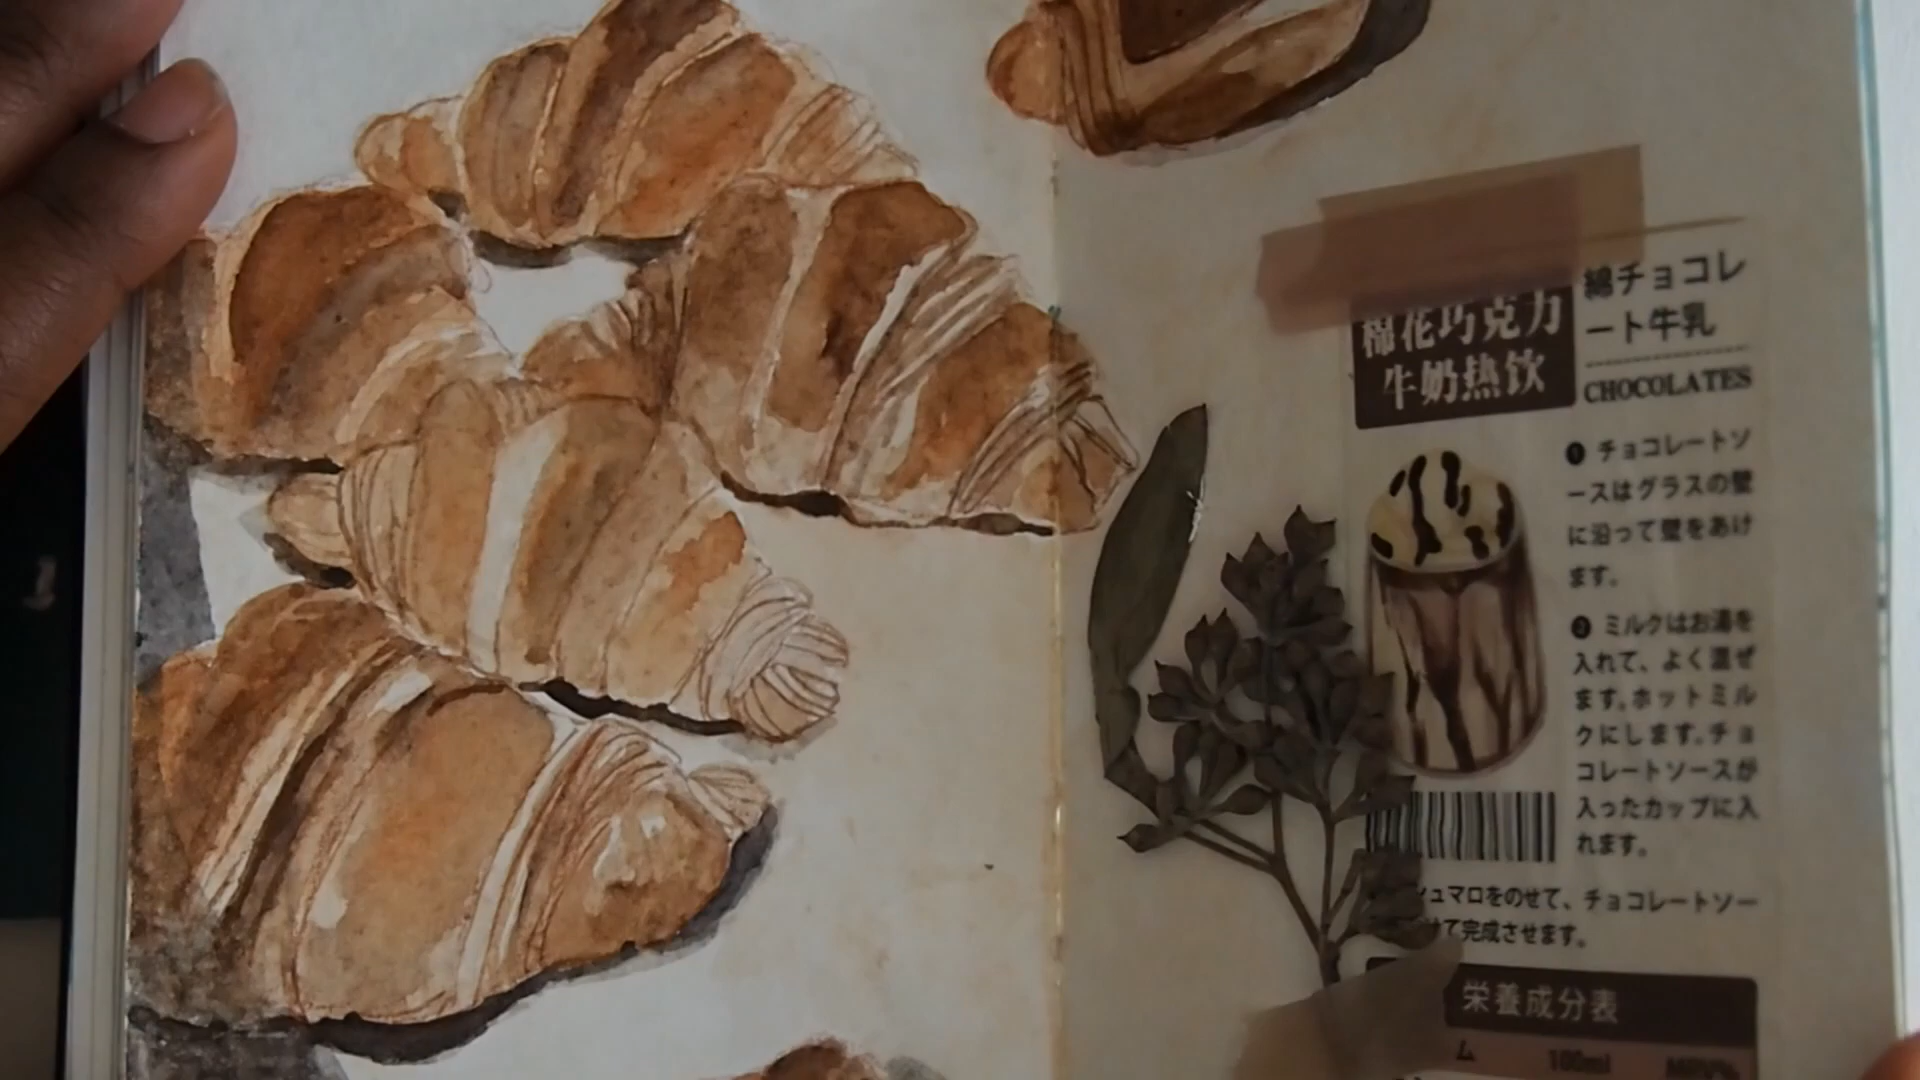 棉花巧克力
牛奶热饮
綿チョコレ
ート牛乳
CHOCOLATES
❶ チョコレートソ
ースはグラスの壁
に沿って壁をあけ
ます。
❷ ミルクはお湯を
入れて、よく混ぜ
ます。ホットミル
クにします。チョ
コレートソースが
入ったカップに入
れます。
シュマロをのせて、チョコレートソー
けて完成させます。
栄養成分表
ム 100ml